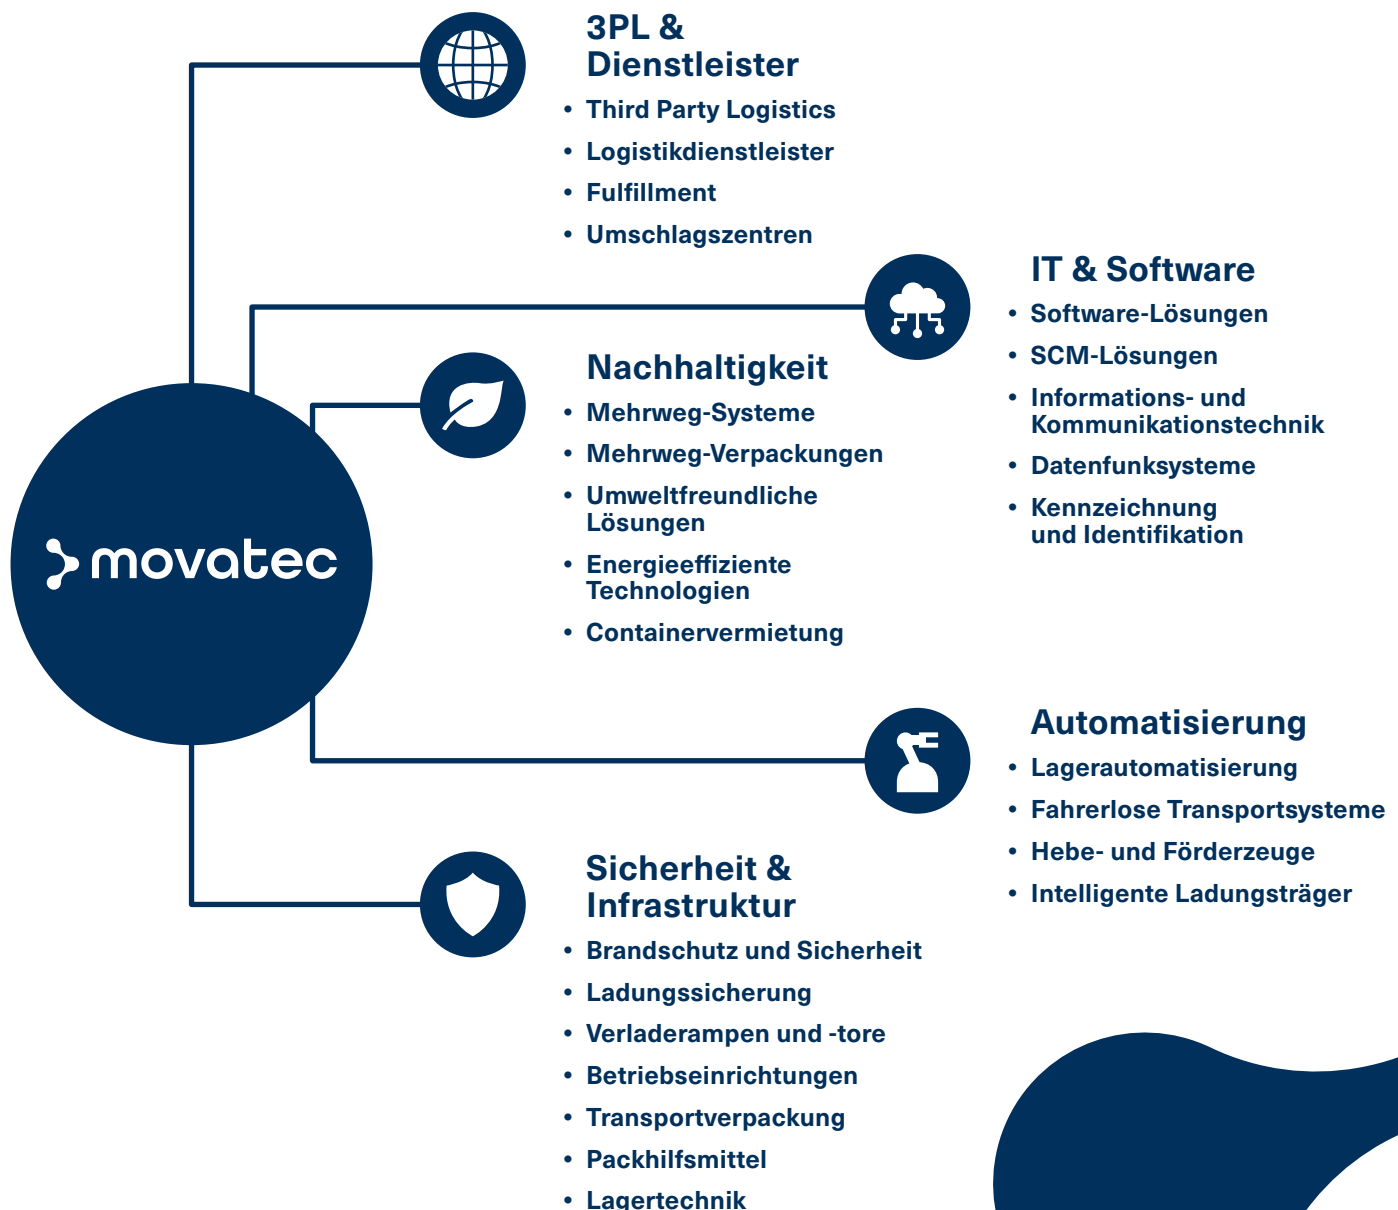 3PL &
Dienstleister
• Third Party Logistics
• Logistikdienstleister
• Fulfillment
• Umschlagszentren
IT & Software
• Software-Lösungen
• SCM-Lösungen
• Informations- und
Kommunikationstechnik
• Datenfunksysteme
• Kennzeichnung
und Identifikation
Nachhaltigkeit
• Mehrweg-Systeme
• Mehrweg-Verpackungen
• Umweltfreundliche
Lösungen
• Energieeffiziente
Technologien
• Containervermietung
movatec
Automatisierung
• Lagerautomatisierung
• Fahrerlose Transportsysteme
• Hebe- und Förderzeuge
• Intelligente Ladungsträger
Sicherheit &
Infrastruktur
• Brandschutz und Sicherheit
• Ladungssicherung
• Verladerampen und -tore
• Betriebseinrichtungen
• Transportverpackung
• Packhilfsmittel
• Lagertechnik